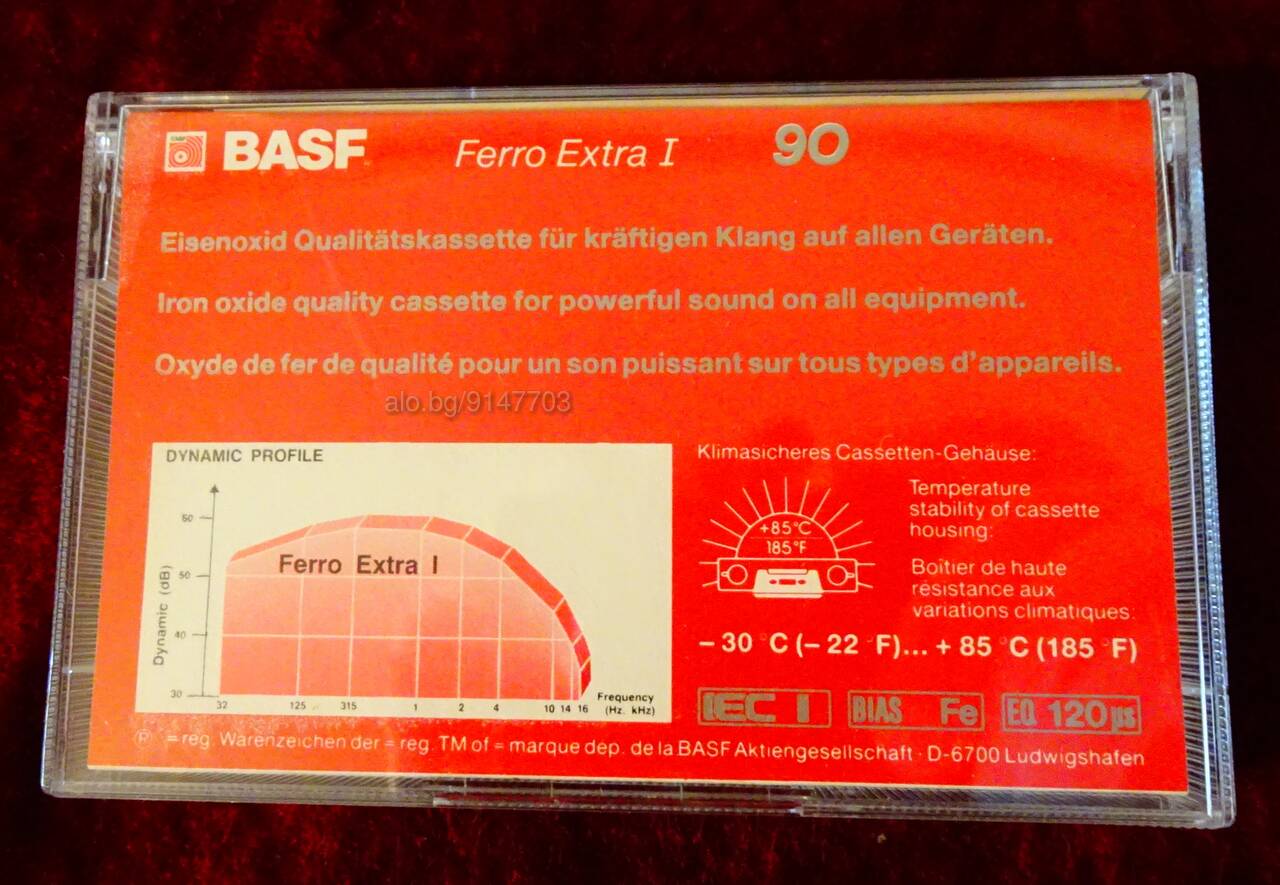 BASF Ferro Extra I 90
Eisenoxid Qualitätskassette für kräftigen Klang auf allen Geräten.
Iron oxide quality cassette for powerful sound on all equipment.
Oxyde de fer de qualité pour un son puissant sur tous types d'appareils.
alo.bg/9147703
DYNAMIC PROFILE
Dynamic (dB)
60
50
40
30
Ferro Extra I
32 125 315 1 2 4 10 14 16
Frequency
(Hz. kHz)
Klimasicheres Cassetten-Gehäuse:
Temperature
stability of cassette
housing:
Boîtier de haute
résistance aux
variations climatiques:
+85°C
185°F
– 30 °C (– 22 °F)... + 85 °C (185 °F)
IEC I BIAS Fe EQ 120 µs
® = reg. Warenzeichen der = reg. TM of = marque dép. de la BASF Aktiengesellschaft · D-6700 Ludwigshafen